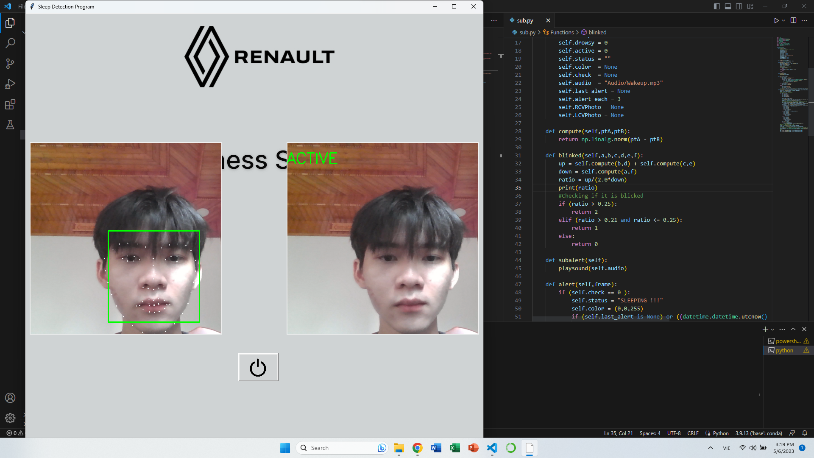 Sleep Detection Program
RENAULT
ness S
ACTIVE
sub.py
sub.py > Functions > blinked
17 self.drowsy = 0
18 self.active = 0
19 self.status = ""
20 self.color = None
21 self.check = None
22 self.audio = "Audio/Wakeup.mp3"
23 self.last_alert = None
24 self.alert_each = 3
25 self.RCVPhoto = None
26 self.LCVPhoto = None
27
28 def compute(self,ptA,ptB):
29 return np.linalg.norm(ptA - ptB)
30
31 def blinked(self,a,b,c,d,e,f):
32 up = self.compute(b,d) + self.compute(c,e)
33 down = self.compute(a,f)
34 ratio = up/(2.0*down)
35 print(ratio)
36 #Checking if it is blinked
37 if (ratio > 0.25):
38 return 2
39 elif (ratio > 0.21 and ratio <= 0.25):
40 return 1
41 else:
42 return 0
43
44 def subalert(self):
45 playsound(self.audio)
46
47 def alert(self,frame):
48 if (self.check == 0 ):
49 self.status = "SLEEPING !!!"
50 self.color = (0,0,255)
51 if (self.last_alert is None) or ((datetime.datetime.utcnow()
powersh...
python
Ln 35, Col 21 Spaces: 4 UTF-8 CRLF Python 3.9.13 ('base': conda)
Search
VIE
5/6/2023